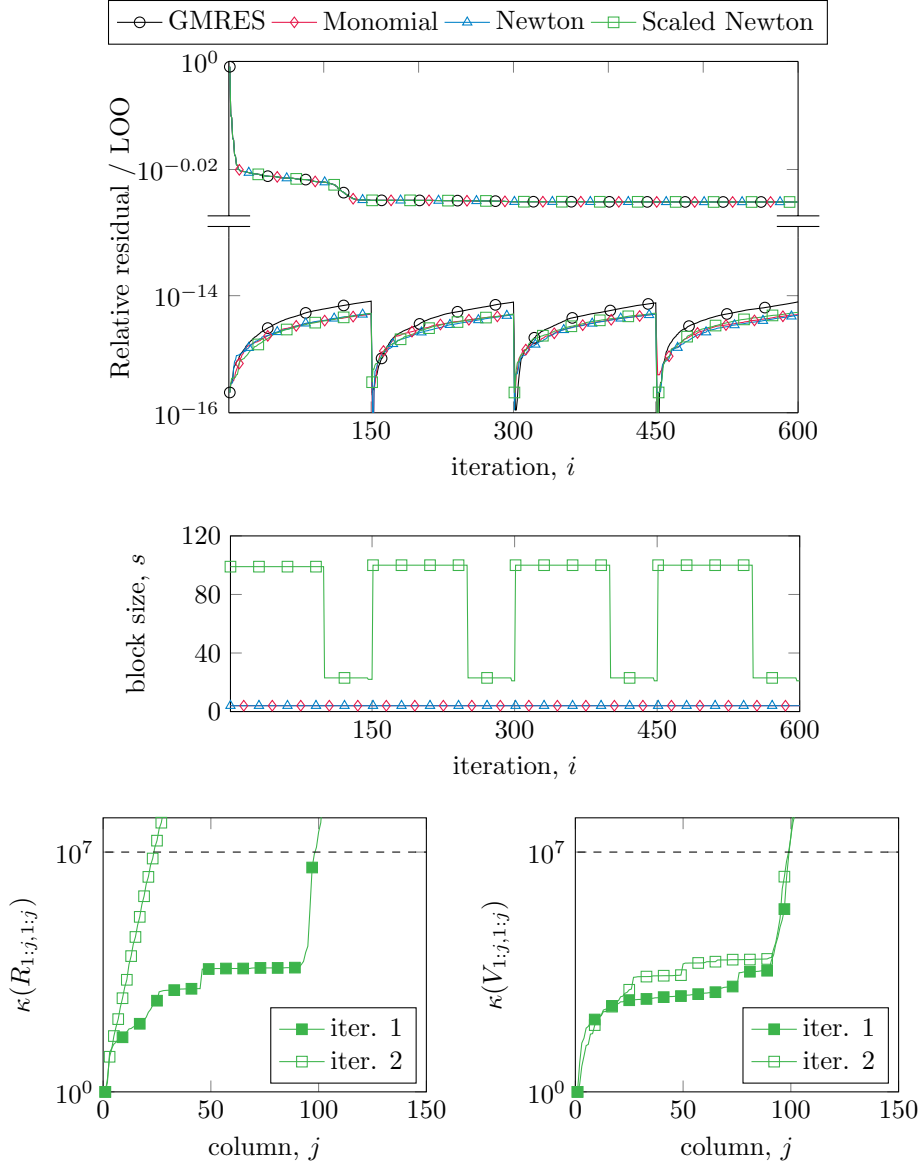 GMRES Monomial Newton Scaled Newton
Relative residual / LOO
10^0
10^{-0.02}
10^{-14}
10^{-16}
150 300 450 600
iteration, i
block size, s
120
80
40
0
150 300 450 600
iteration, i
κ(R_{1:j,1:j})
10^7
10^0
iter. 1
iter. 2
0 50 100 150
column, j
κ(V_{1:j,1:j})
10^7
10^0
iter. 1
iter. 2
0 50 100 150
column, j